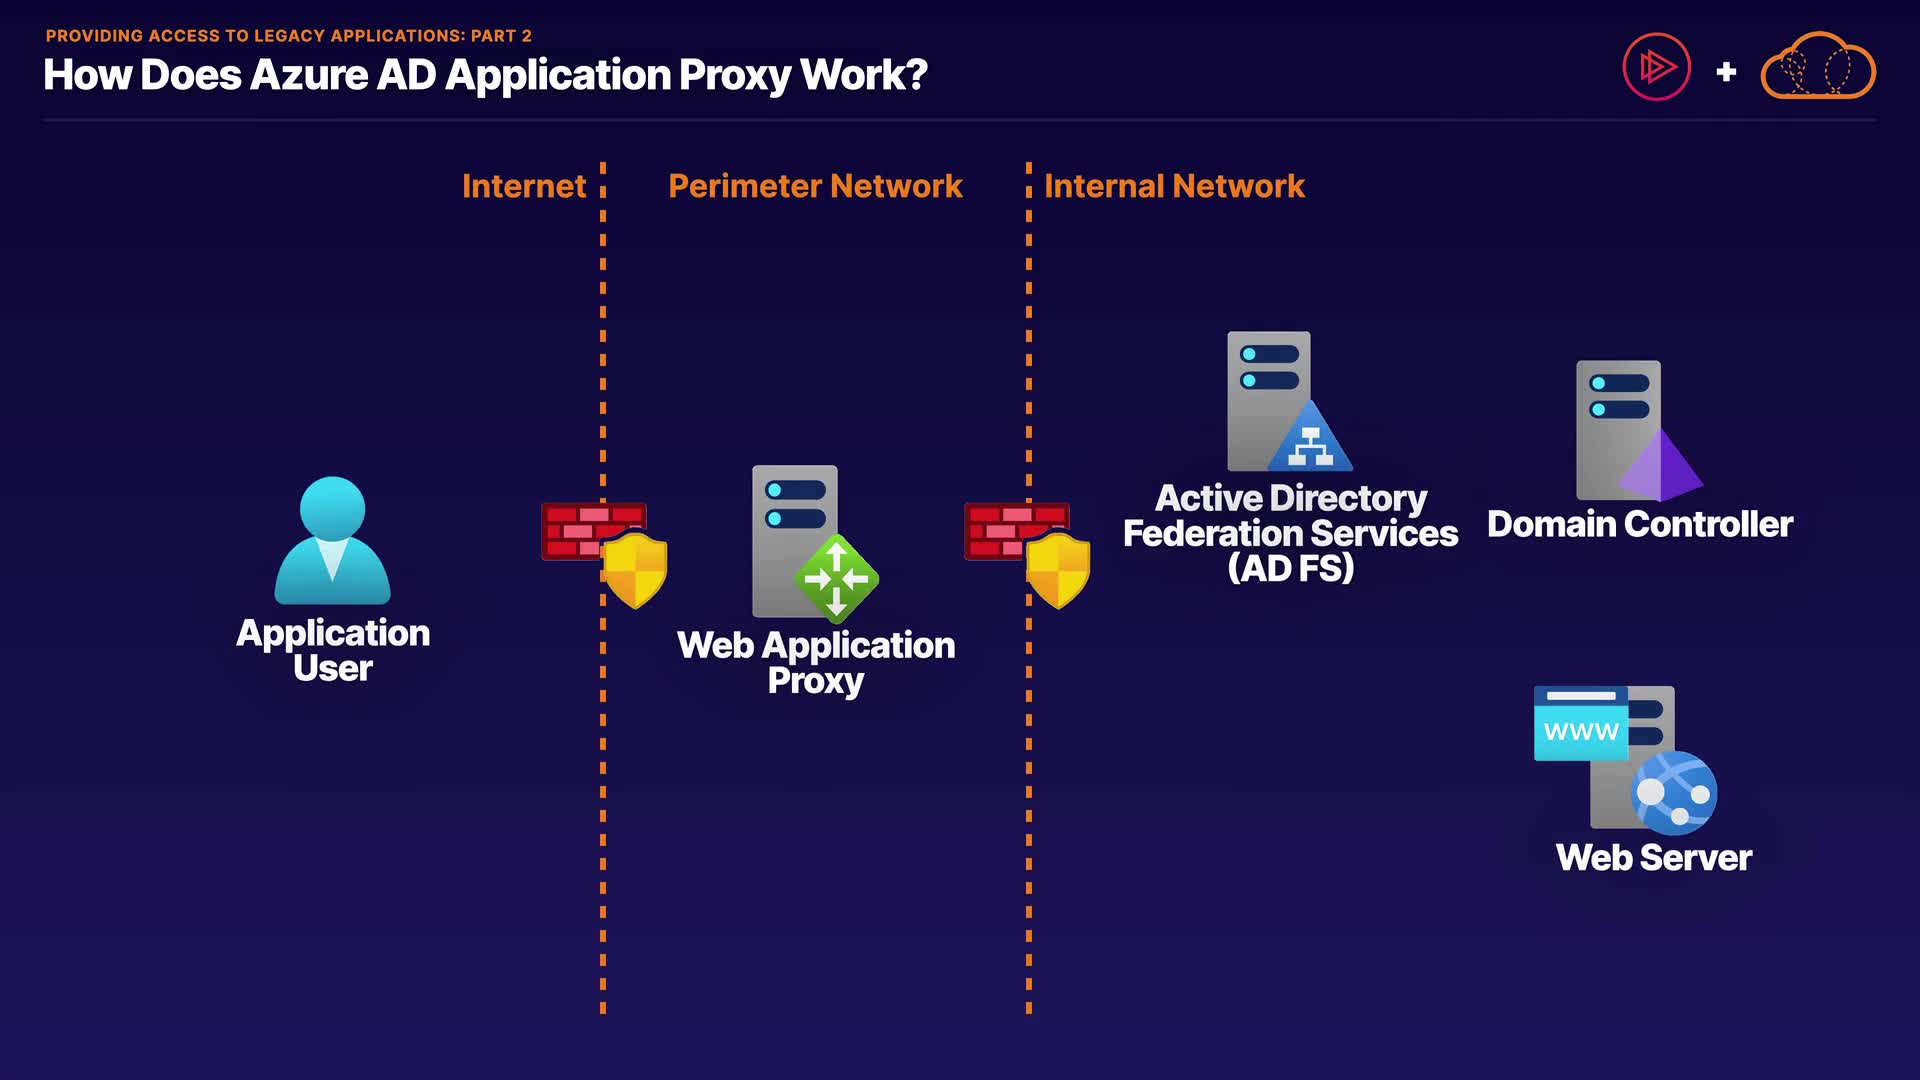 PROVIDING ACCESS TO LEGACY APPLICATIONS: PART 2
How Does Azure AD Application Proxy Work?
+
Internet
Perimeter Network
Internal Network
Application
User
Web Application
Proxy
Active Directory
Federation Services
(AD FS)
Domain Controller
www
Web Server